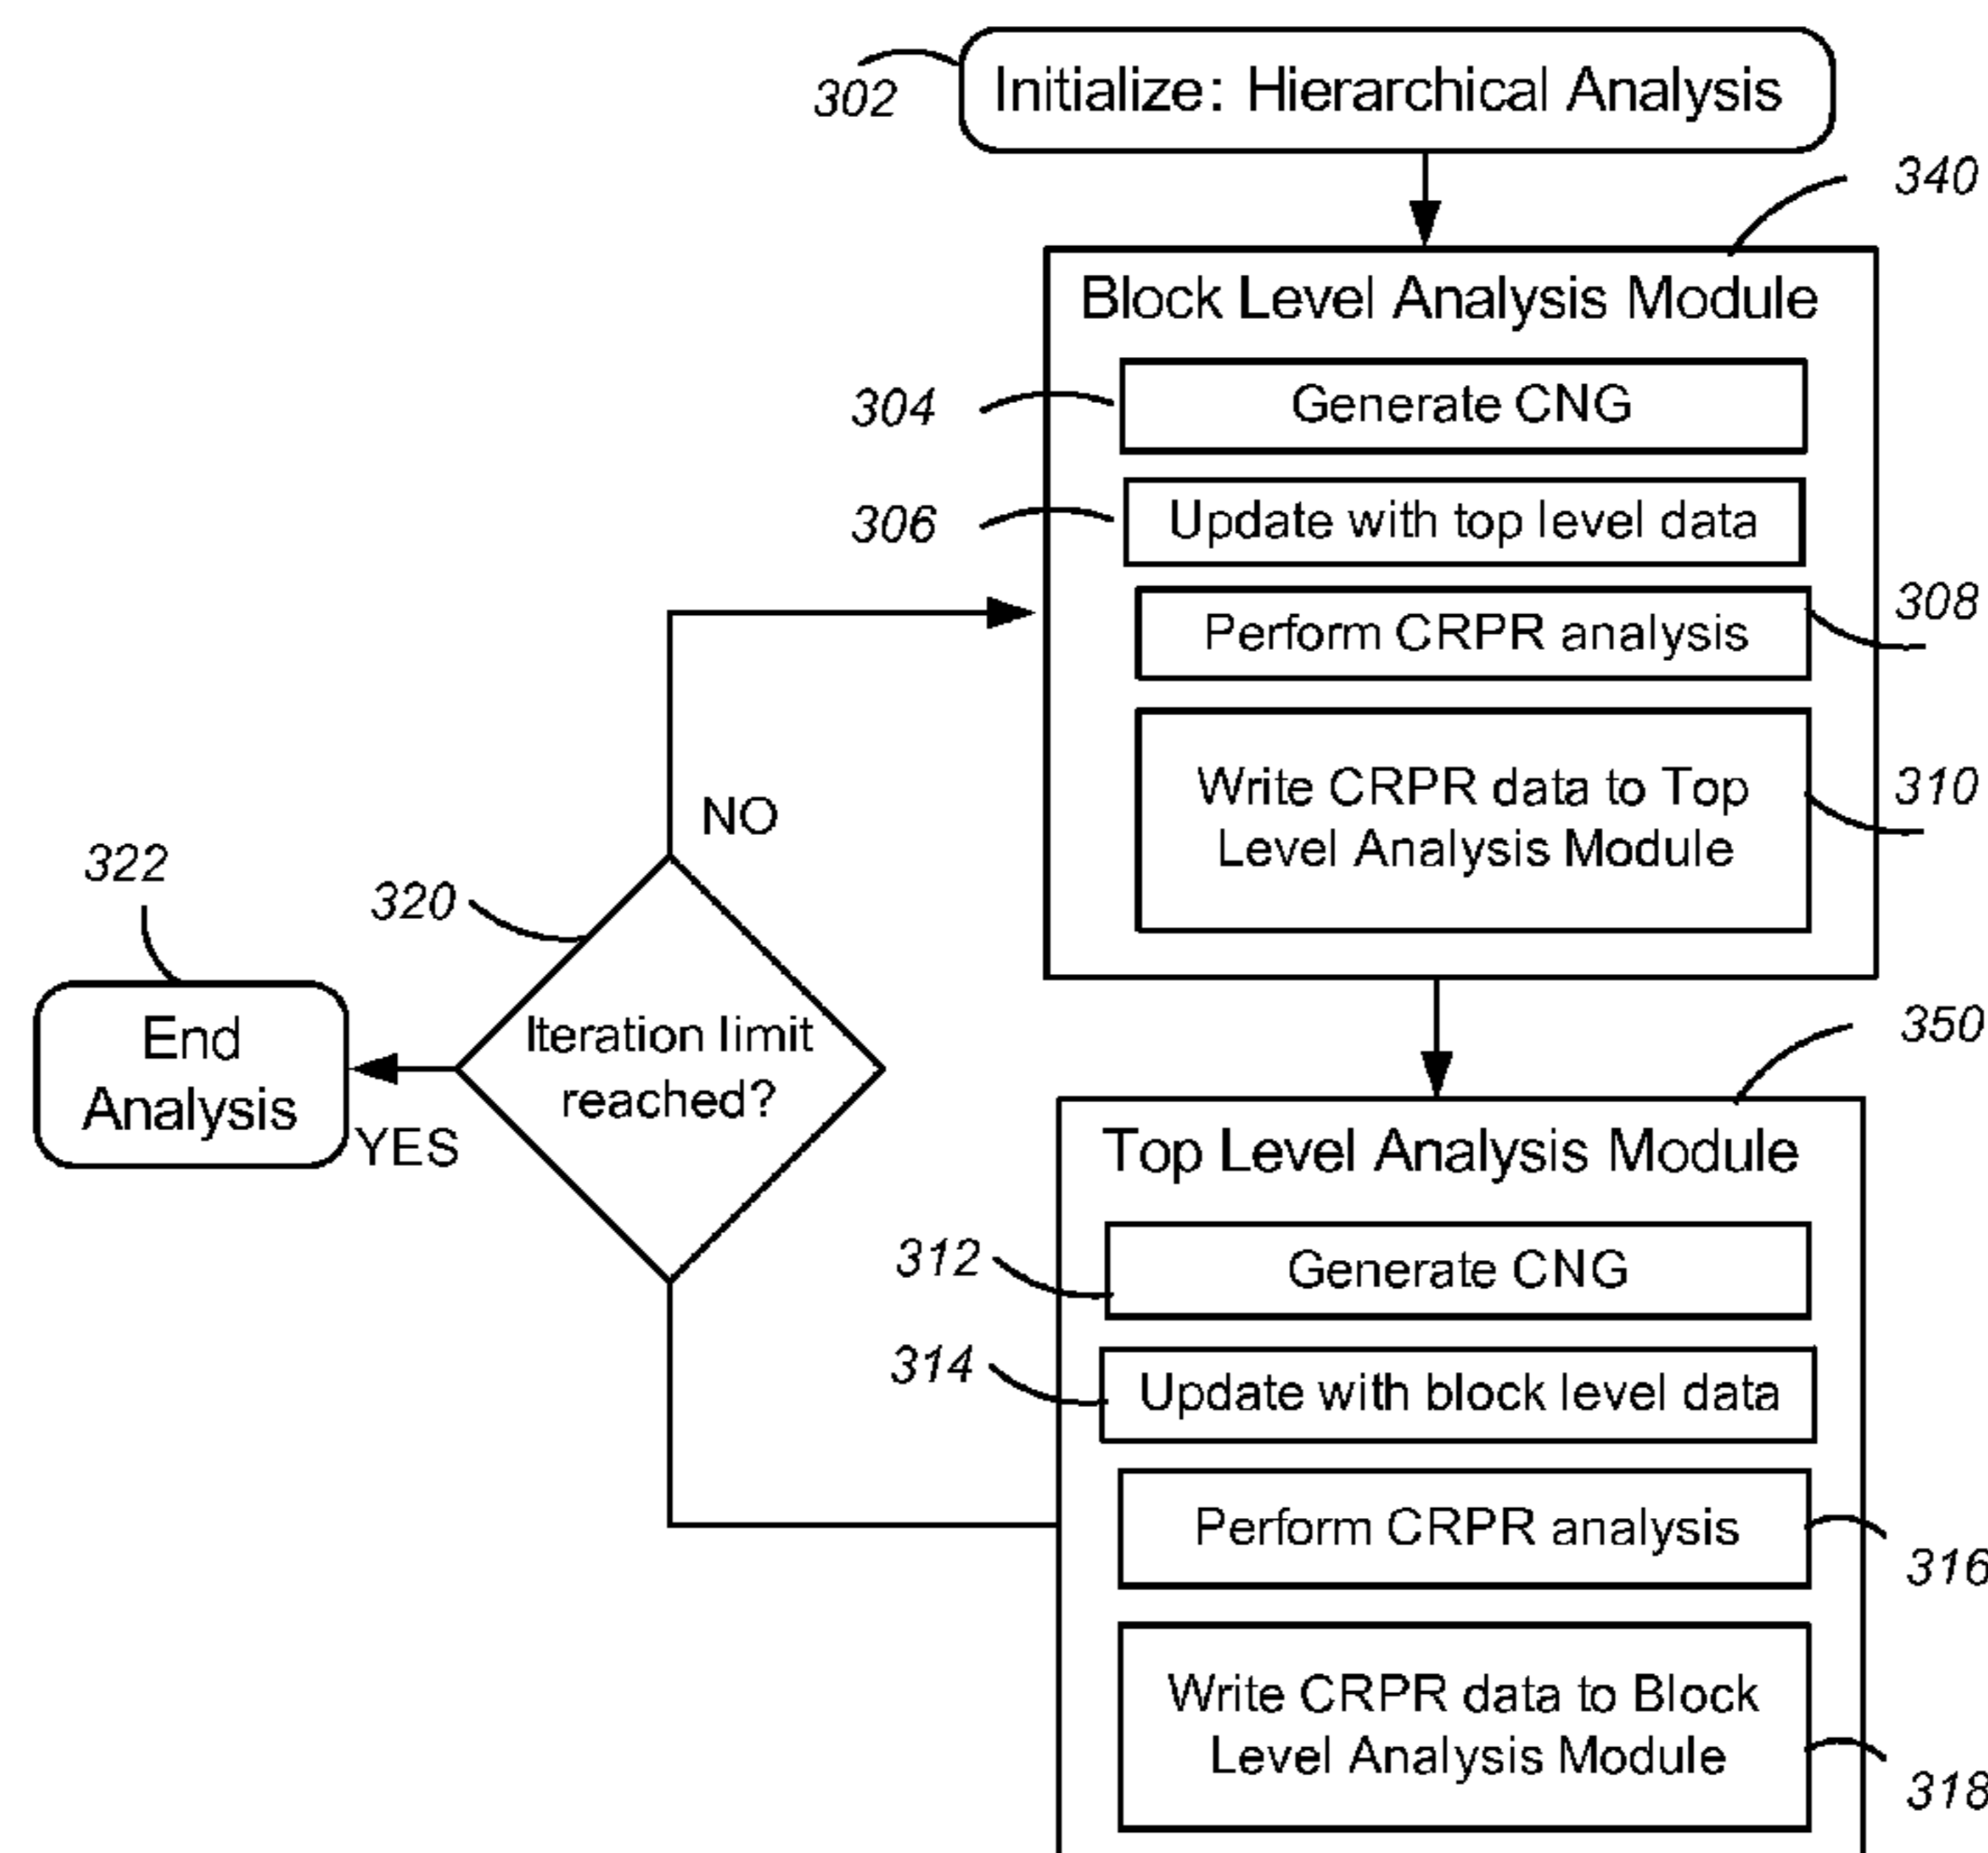 302
Initialize: Hierarchical Analysis
340
Block Level Analysis Module
304
Generate CNG
306
Update with top level data
308
Perform CRPR analysis
310
Write CRPR data to Top
Level Analysis Module
NO
322
320
End
Analysis
YES
Iteration limit
reached?
350
Top Level Analysis Module
312
Generate CNG
314
Update with block level data
Perform CRPR analysis
316
Write CRPR data to Block
Level Analysis Module
318